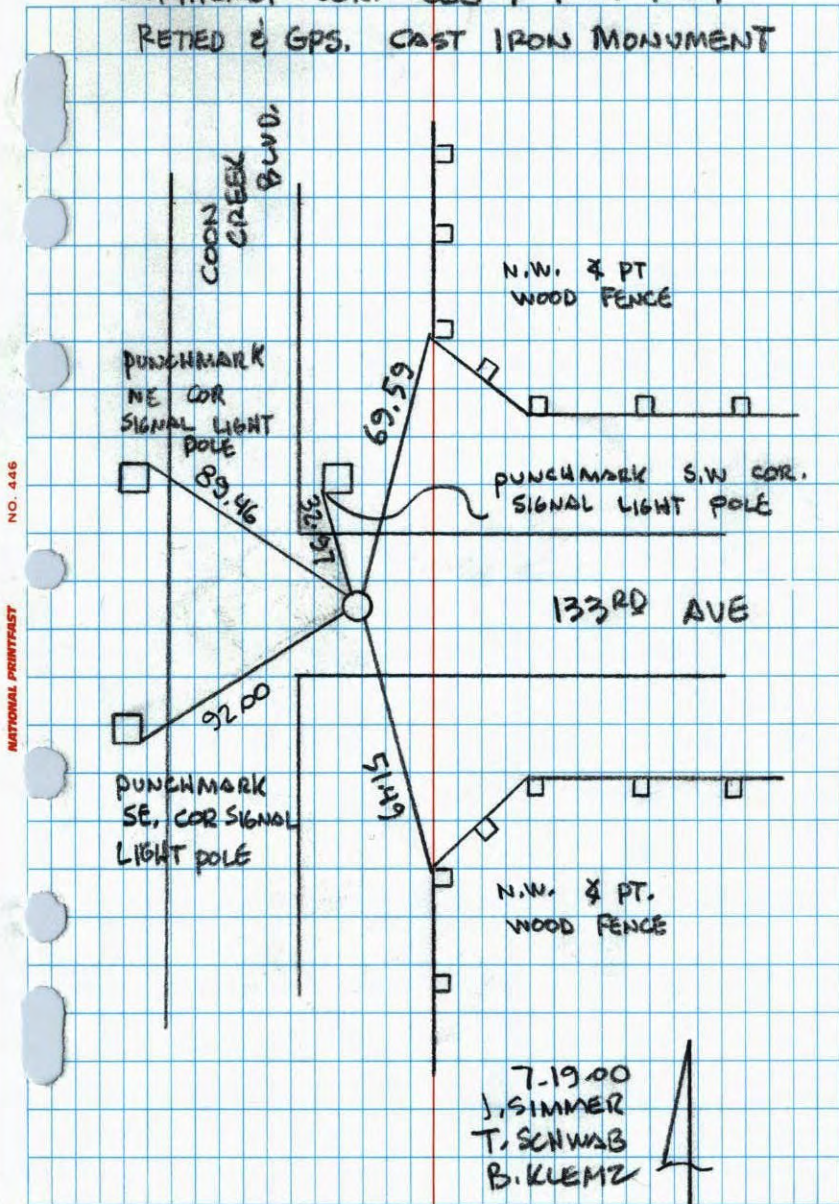 RETIED & GPS. CAST IRON MONUMENT
COON
CREEK
BLVD.
N.W. ∡ PT
WOOD FENCE
PUNCHMARK
NE COR
SIGNAL LIGHT
POLE
69.59
89.46
32.97
PUNCHMARK S.W COR.
SIGNAL LIGHT POLE
133RD AVE
92.00
51.49
PUNCHMARK
SE. COR SIGNAL
LIGHT POLE
N.W. ∡ PT.
WOOD FENCE
7-19-00
J. SIMMER
T. SCHWAB
B. KLEMZ
NO. 446
NATIONAL PRINTFAST